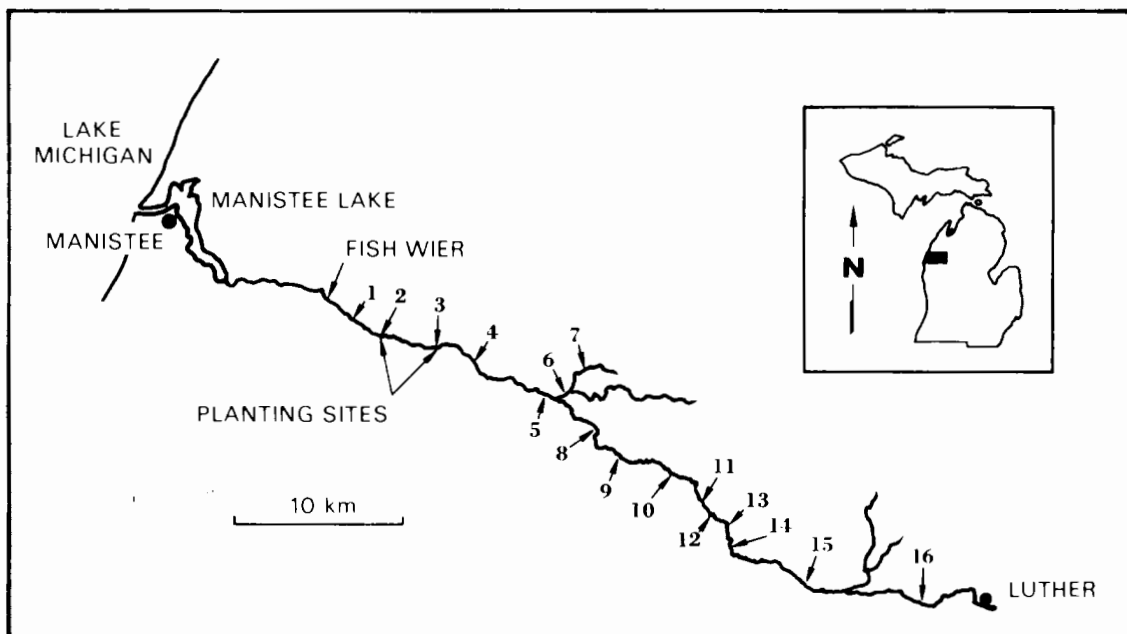 LAKE
MICHIGAN
MANISTEE LAKE
MANISTEE
FISH WIER
1
2
3
4
5
6
7
8
9
10
11
12
13
14
15
16
PLANTING SITES
10 km
LUTHER
N